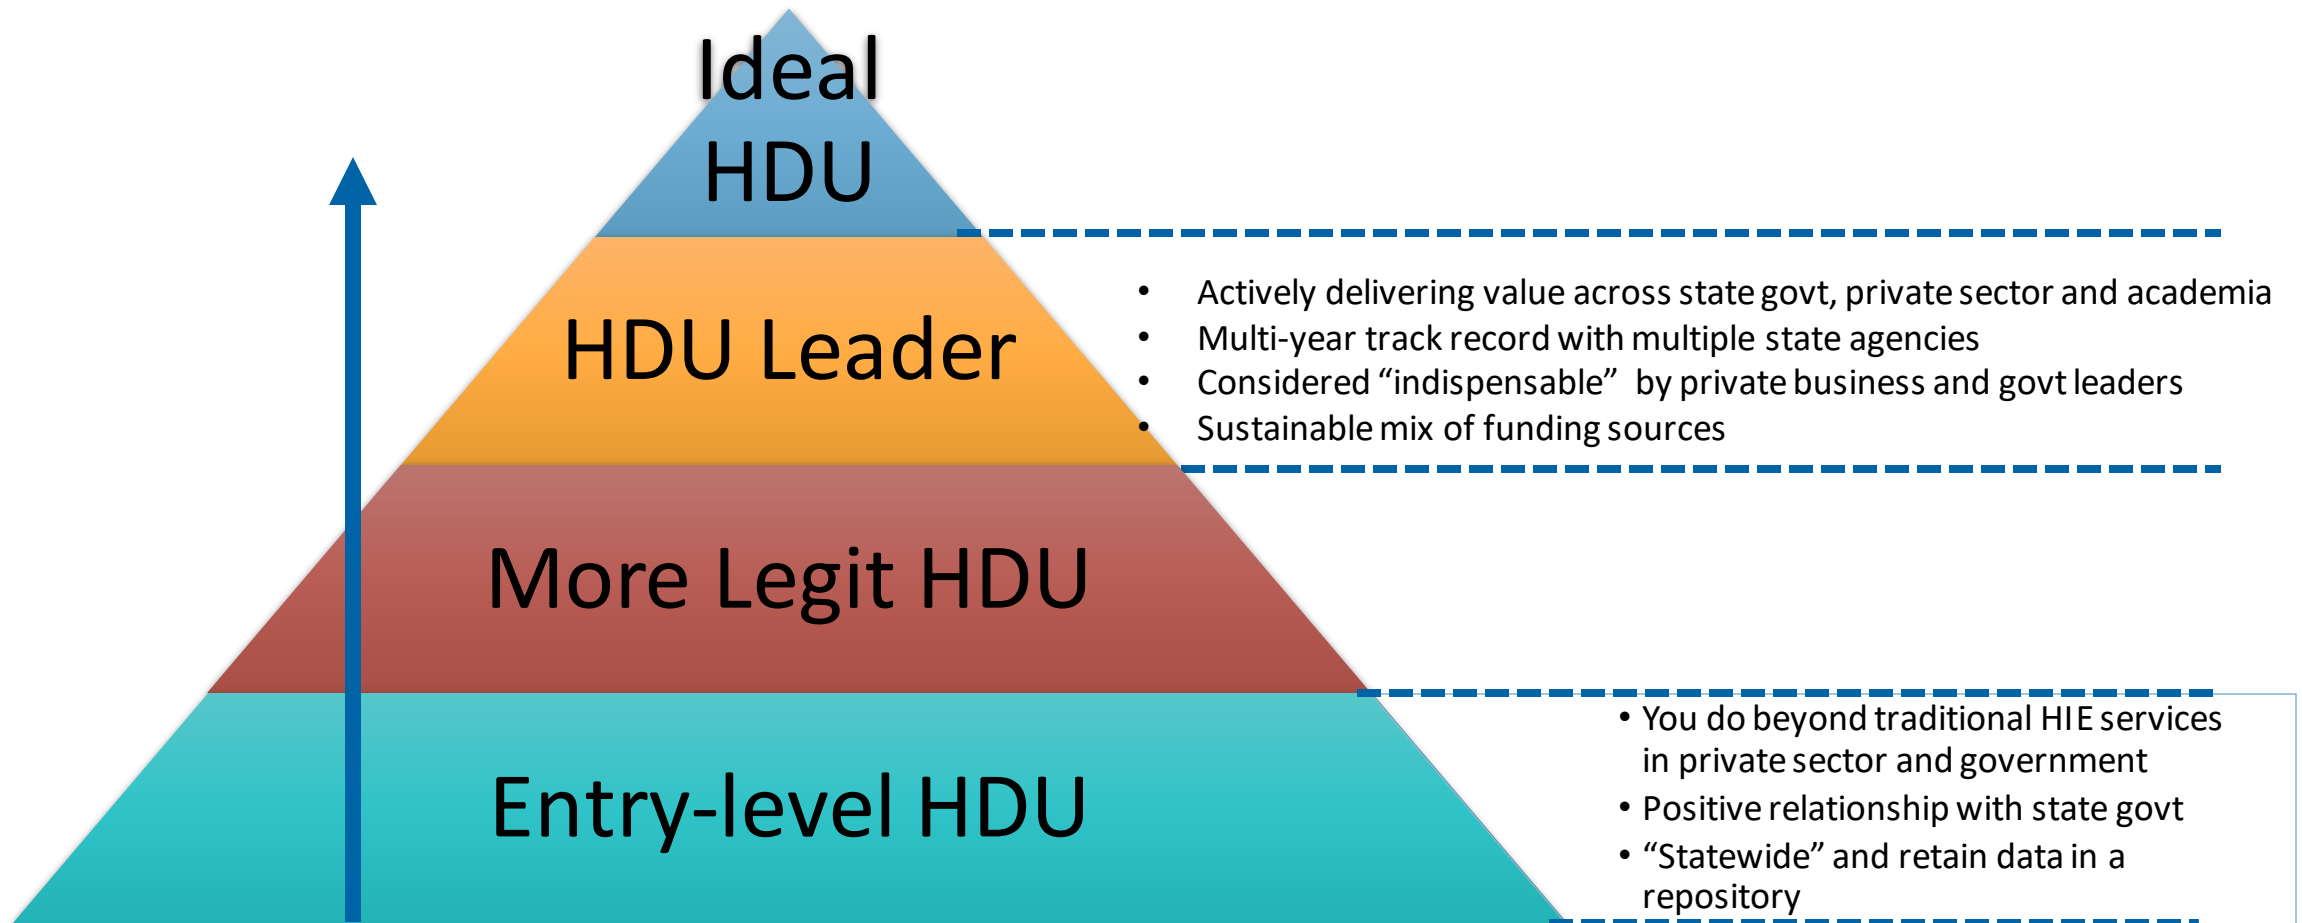 Ideal
HDU
HDU Leader
• Actively delivering value across state govt, private sector and academia
• Multi-year track record with multiple state agencies
• Considered “indispensable” by private business and govt leaders
• Sustainable mix of funding sources
More Legit HDU
Entry-level HDU
• You do beyond traditional HIE services
in private sector and government
• Positive relationship with state govt
• “Statewide” and retain data in a
repository